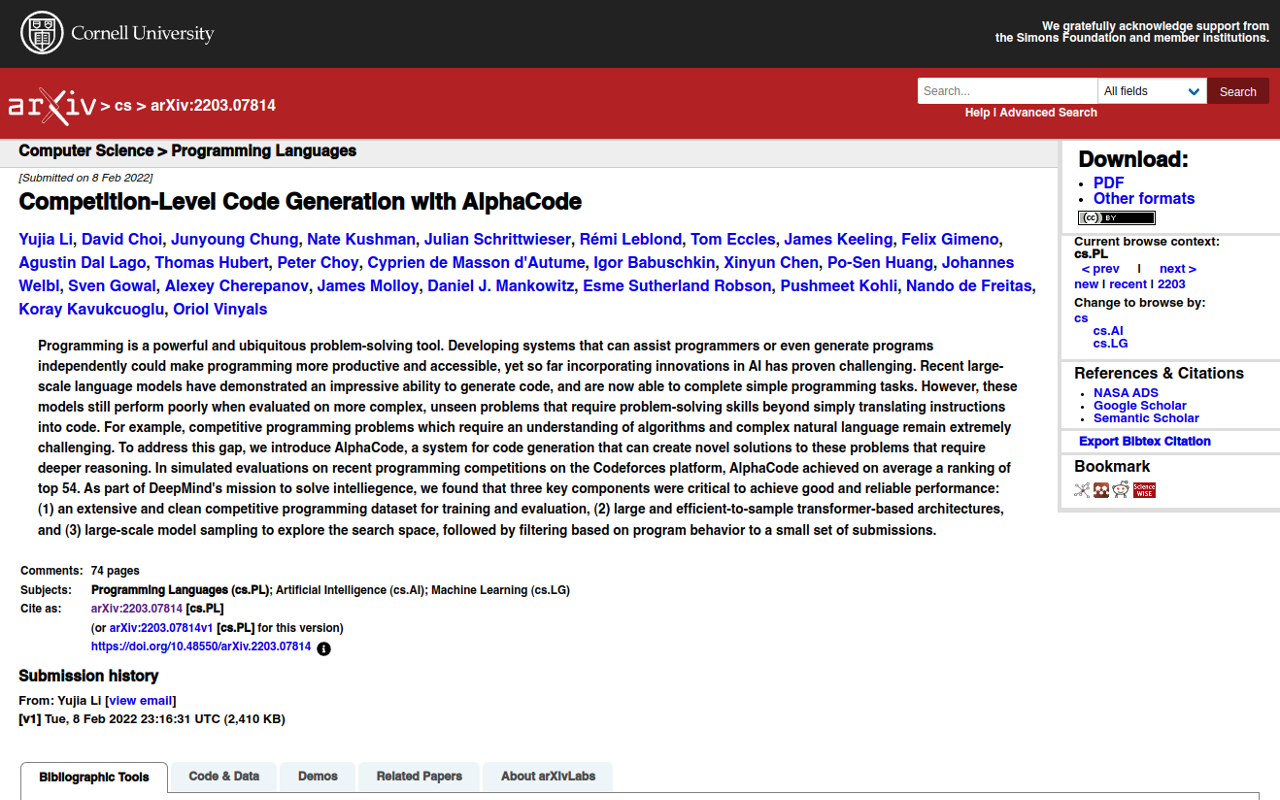 Cornell University
We gratefully acknowledge support from
the Simons Foundation and member institutions.
arXiv > cs > arXiv:2203.07814
Search...
All fields
Search
Help | Advanced Search
Computer Science > Programming Languages
[Submitted on 8 Feb 2022]
Competition-Level Code Generation with AlphaCode
Yujia Li, David Choi, Junyoung Chung, Nate Kushman, Julian Schrittwieser, Rémi Leblond, Tom Eccles, James Keeling, Felix Gimeno,
Agustin Dal Lago, Thomas Hubert, Peter Choy, Cyprien de Masson d'Autume, Igor Babuschkin, Xinyun Chen, Po-Sen Huang, Johannes
Welbl, Sven Gowal, Alexey Cherepanov, James Molloy, Daniel J. Mankowitz, Esme Sutherland Robson, Pushmeet Kohli, Nando de Freitas,
Koray Kavukcuoglu, Oriol Vinyals
Programming is a powerful and ubiquitous problem-solving tool. Developing systems that can assist programmers or even generate programs
independently could make programming more productive and accessible, yet so far incorporating innovations in AI has proven challenging. Recent large-
scale language models have demonstrated an impressive ability to generate code, and are now able to complete simple programming tasks. However, these
models still perform poorly when evaluated on more complex, unseen problems that require problem-solving skills beyond simply translating instructions
into code. For example, competitive programming problems which require an understanding of algorithms and complex natural language remain extremely
challenging. To address this gap, we introduce AlphaCode, a system for code generation that can create novel solutions to these problems that require
deeper reasoning. In simulated evaluations on recent programming competitions on the Codeforces platform, AlphaCode achieved on average a ranking of
top 54. As part of DeepMind's mission to solve intelliegence, we found that three key components were critical to achieve good and reliable performance:
(1) an extensive and clean competitive programming dataset for training and evaluation, (2) large and efficient-to-sample transformer-based architectures,
and (3) large-scale model sampling to explore the search space, followed by filtering based on program behavior to a small set of submissions.
Comments: 74 pages
Subjects: Programming Languages (cs.PL); Artificial Intelligence (cs.AI); Machine Learning (cs.LG)
Cite as: arXiv:2203.07814 [cs.PL]
(or arXiv:2203.07814v1 [cs.PL] for this version)
https://doi.org/10.48550/arXiv.2203.07814
Submission history
From: Yujia Li [view email]
[v1] Tue, 8 Feb 2022 23:16:31 UTC (2,410 KB)
Bibliographic Tools
Code & Data
Demos
Related Papers
About arXivLabs
Download:
• PDF
• Other formats
(cc) BY
Current browse context:
cs.PL
< prev | next >
new | recent | 2203
Change to browse by:
cs
cs.AI
cs.LG
References & Citations
• NASA ADS
• Google Scholar
• Semantic Scholar
Export Bibtex Citation
Bookmark
Science
WISE